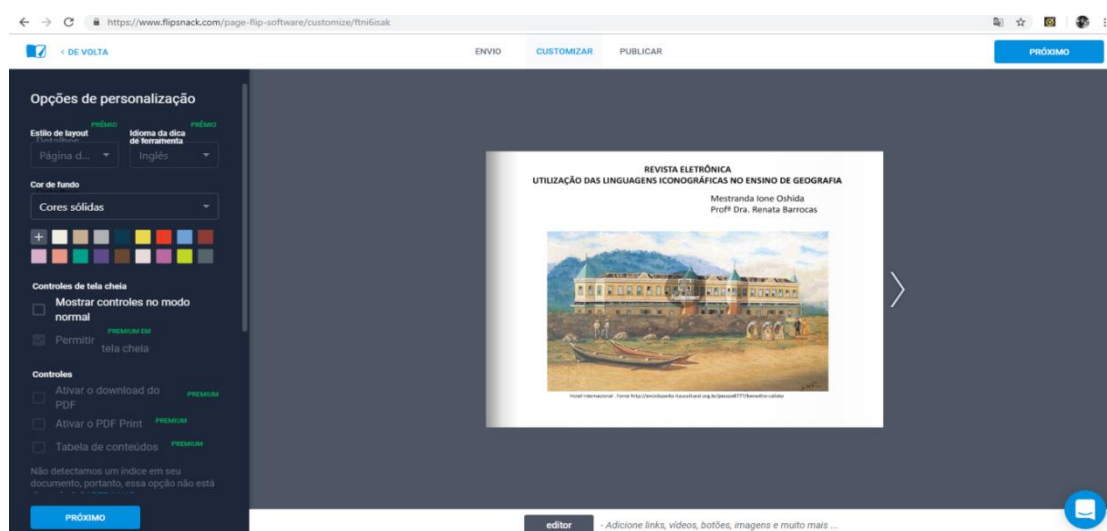 https://www.flipsnack.com/page-flip-software/customize/ftni6isak
< DE VOLTA
ENVIO
CUSTOMIZAR
PUBLICAR
PRÓXIMO
Opções de personalização
PRÊMIO
PRÊMIO
Estilo de layout
Idioma da dica
de ferramenta
Detalhes
Página d...
Inglês
Cor de fundo
Cores sólidas
Controles de tela cheia
Mostrar controles no modo
normal
PREMIUM EM
Permitir
tela cheia
Controles
Ativar o download do
PREMIUM
PDF
Ativar o PDF Print PREMIUM
Tabela de conteúdos PREMIUM
Não detectamos um índice em seu
documento, portanto, essa opção não está
PRÓXIMO
REVISTA ELETRÔNICA
UTILIZAÇÃO DAS LINGUAGENS ICONOGRÁFICAS NO ENSINO DE GEOGRAFIA
Mestranda Ione Oshida
Profª Dra. Renata Barrocas
Hotel Internacional . Fonte
editor
- Adicione links, vídeos, botões, imagens e muito mais ...